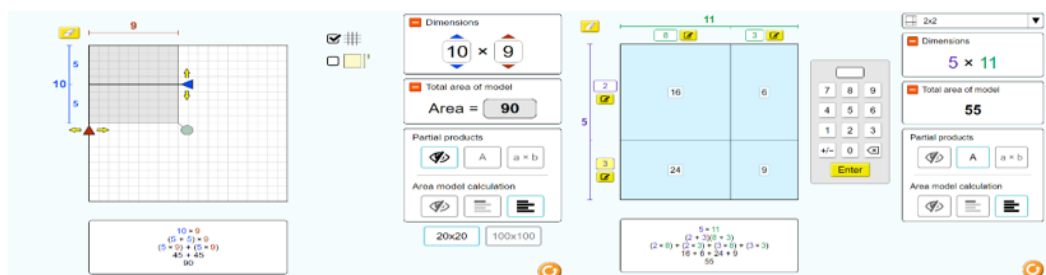 9
10
5
5
Dimensions
10 × 9
Total area of model
Area = 90
Partial products
A a × b
Area model calculation
20x20 100x100
10 × 9
(5 + 5) × 9
(5 × 9) + (5 × 9)
45 + 45
90
11
8 3
5
2
3
16 6
24 9
7 8 9
4 5 6
1 2 3
+/− 0
Enter
2x2
Dimensions
5 × 11
Total area of model
55
Partial products
A a × b
Area model calculation
5 × 11
(2 + 3)(8 + 3)
(2 × 8) + (2 × 3) + (3 × 8) + (3 × 3)
16 + 6 + 24 + 9
55